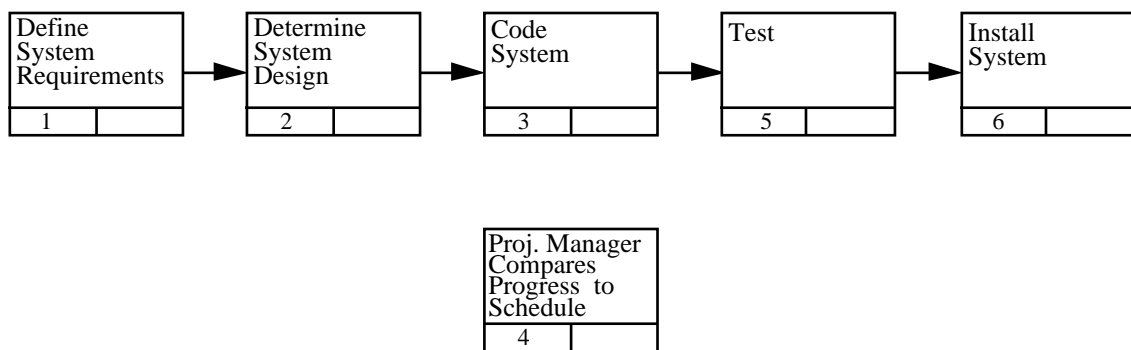 Define
System
Requirements
1
Determine
System
Design
2
Code
System
3
Test
5
Install
System
6
Proj. Manager
Compares
Progress to
Schedule
4